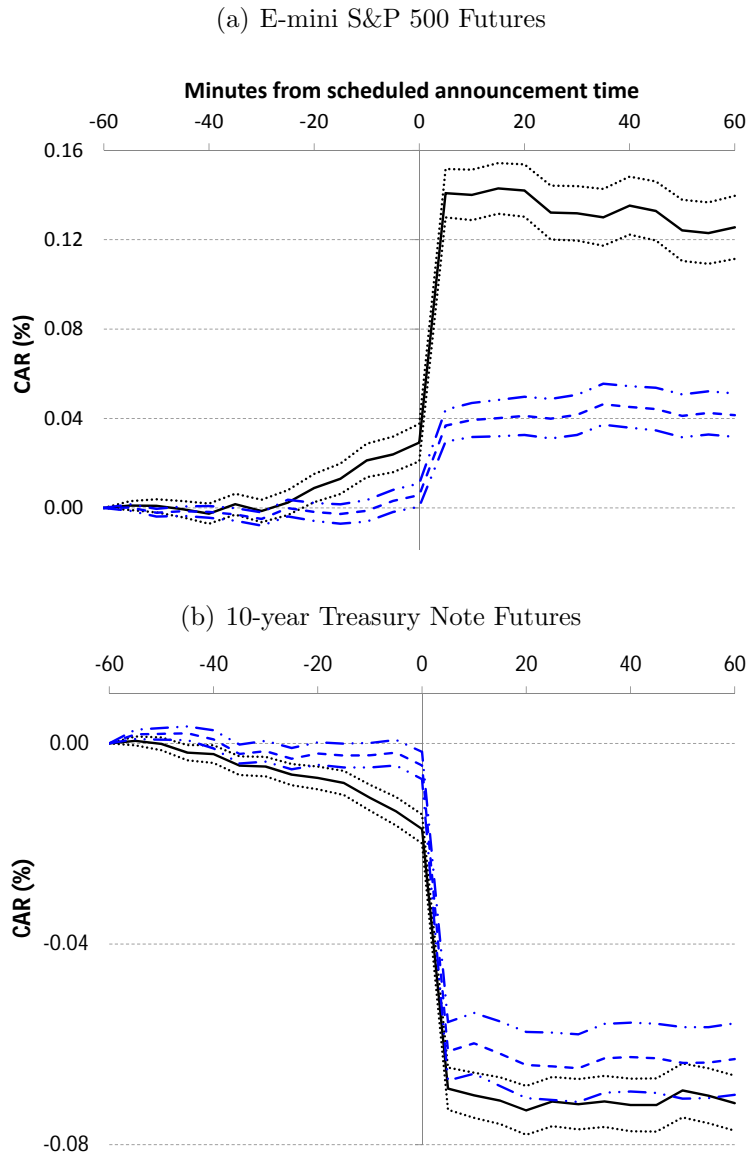 (a) E-mini S&P 500 Futures
Minutes from scheduled announcement time
-60 -40 -20 0 20 40 60
0.16
0.12
0.08
0.04
0.00
CAR (%)
(b) 10-year Treasury Note Futures
-60 -40 -20 0 20 40 60
0.00
-0.04
-0.08
CAR (%)